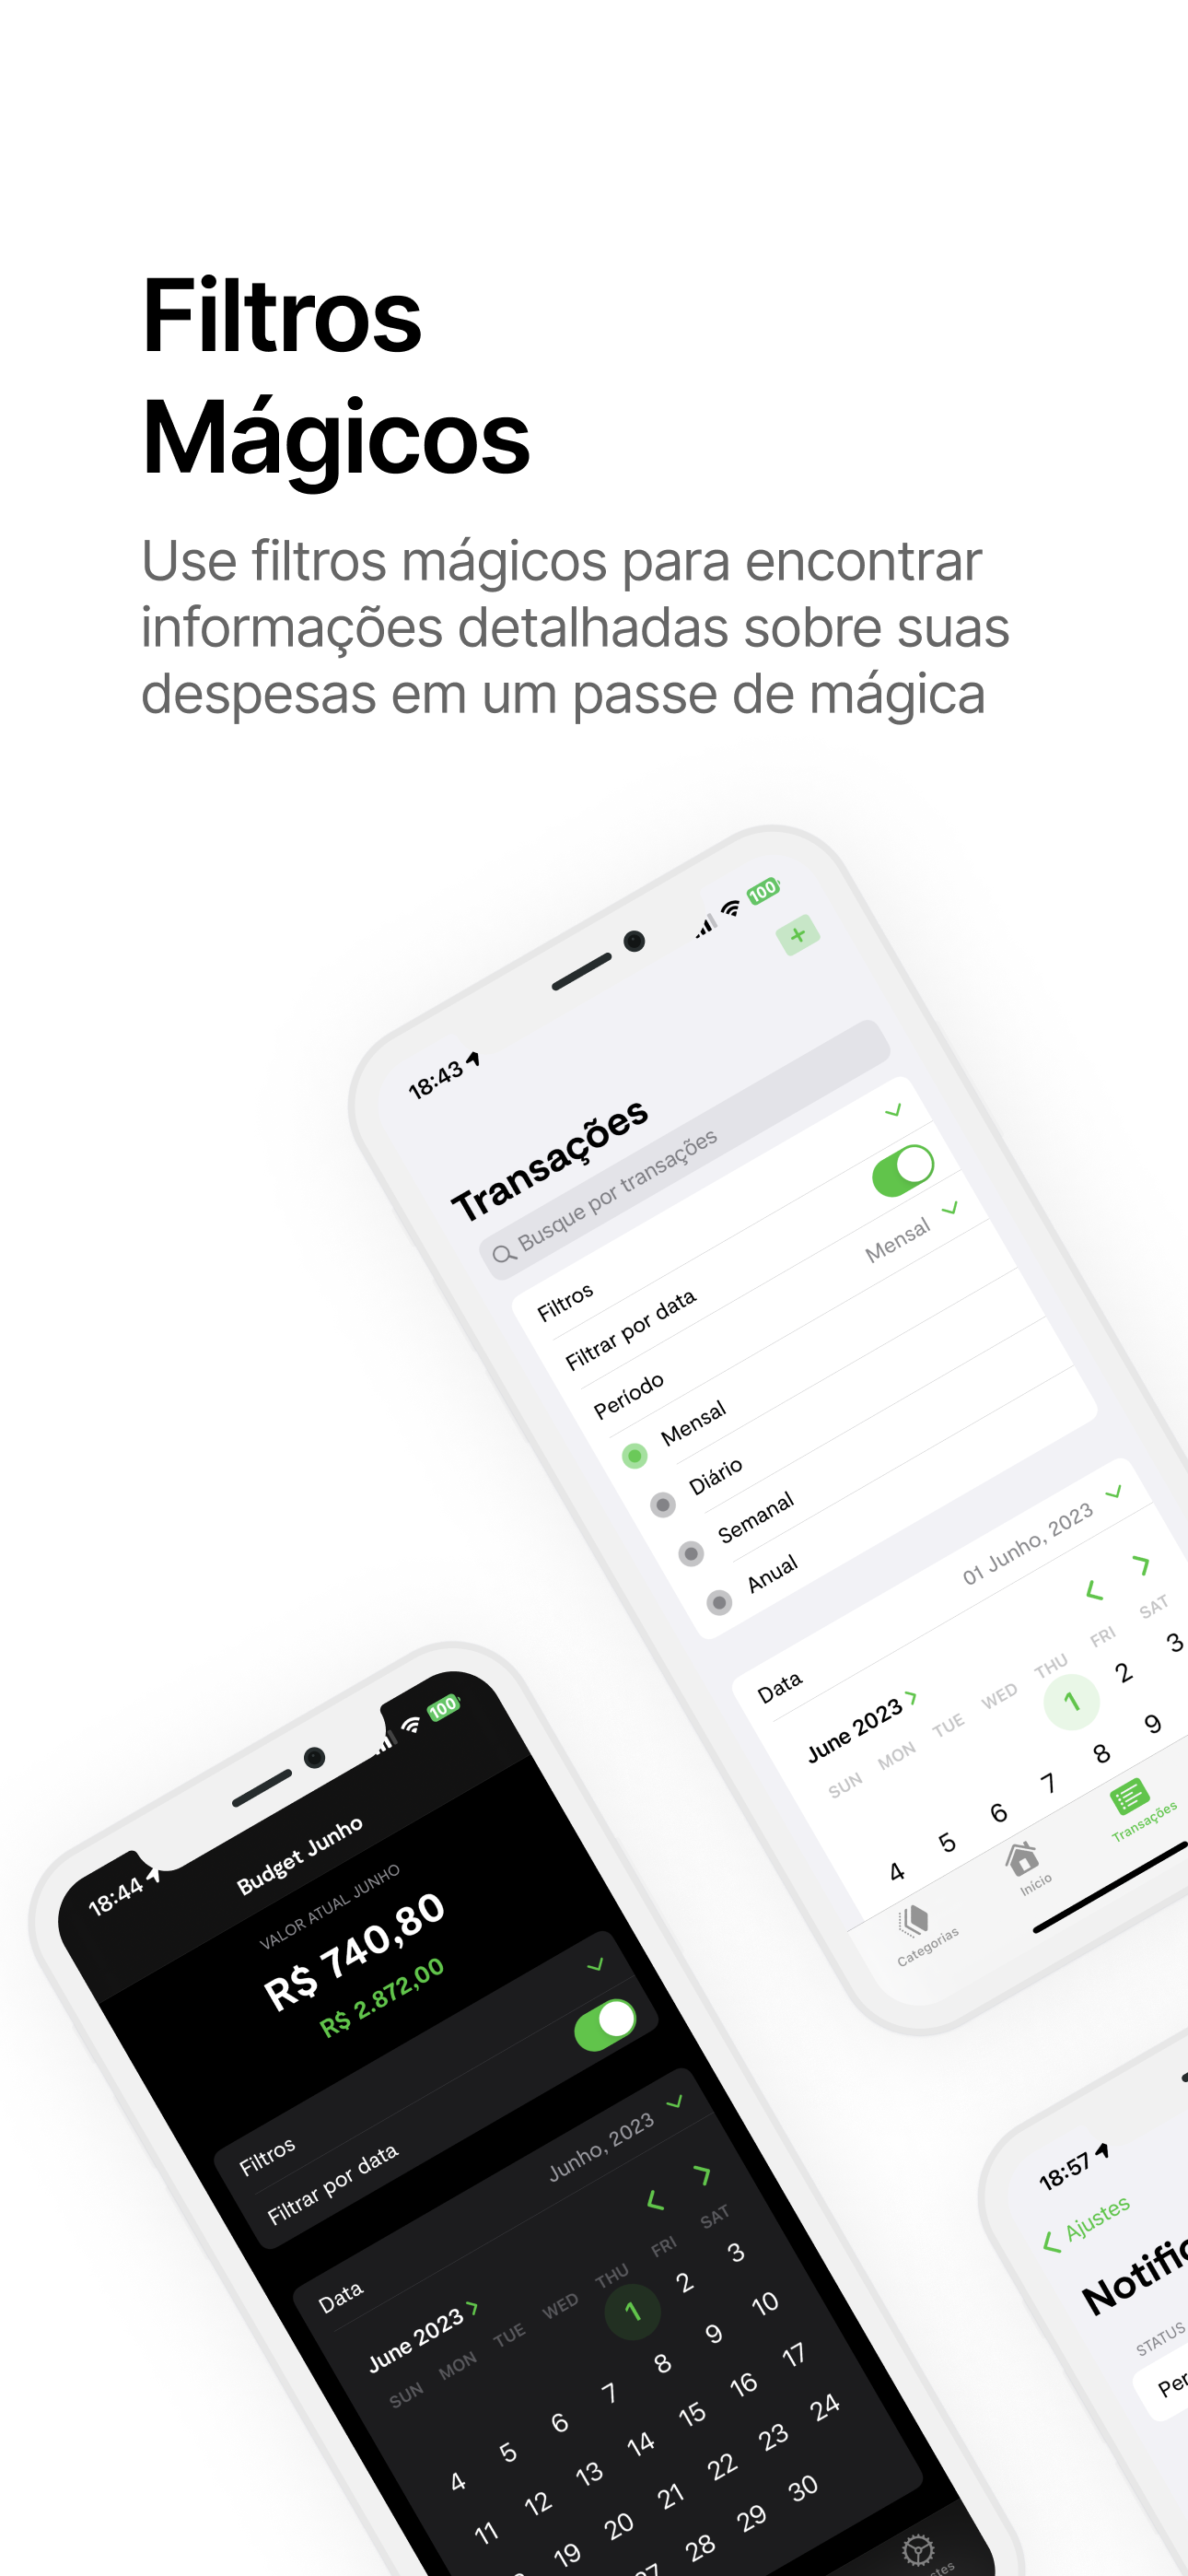 Filtros
Mágicos
Use filtros mágicos para encontrar
informações detalhadas sobre suas
despesas em um passe de mágica
18:43
100
+
Transações
Busque por transações
Filtros
Filtrar por data
Período Mensal
Mensal
Diário
Semanal
Anual
Data 01 Junho, 2023
June 2023
SUN MON TUE WED THU FRI SAT
1 2 3
4 5 6 7 8 9
Categorias Início Transações
18:44
100
Budget Junho
VALOR ATUAL JUNHO
R$ 740,80
R$ 2.872,00
Filtros
Filtrar por data
Data Junho, 2023
June 2023
SUN MON TUE WED THU FRI SAT
1 2 3
4 5 6 7 8 9 10
11 12 13 14 15 16 17
19 20 21 22 23 24
27 28 29 30
18:57
Ajustes
Notific
STATUS
Per